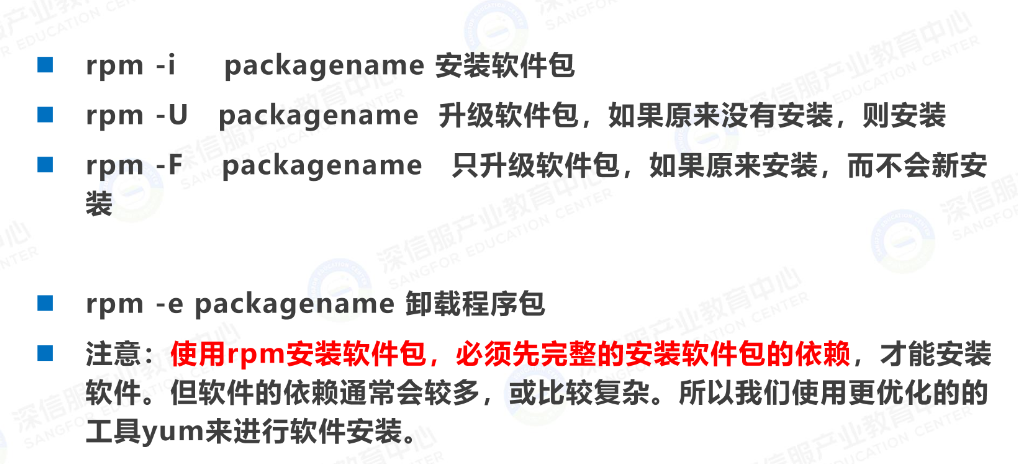 rpm -i packagename 安装软件包
rpm -U packagename 升级软件包，如果原来没有安装，则安装
rpm -F packagename 只升级软件包，如果原来安装，而不会新安
装
rpm -e packagename 卸载程序包
注意：使用rpm安装软件包，必须先完整的安装软件包的依赖，才能安装
软件。但软件的依赖通常会较多，或比较复杂。所以我们使用更优化的的
工具yum来进行软件安装。
深信服产业教育中心
SANGFOR EDUCATION CENTER